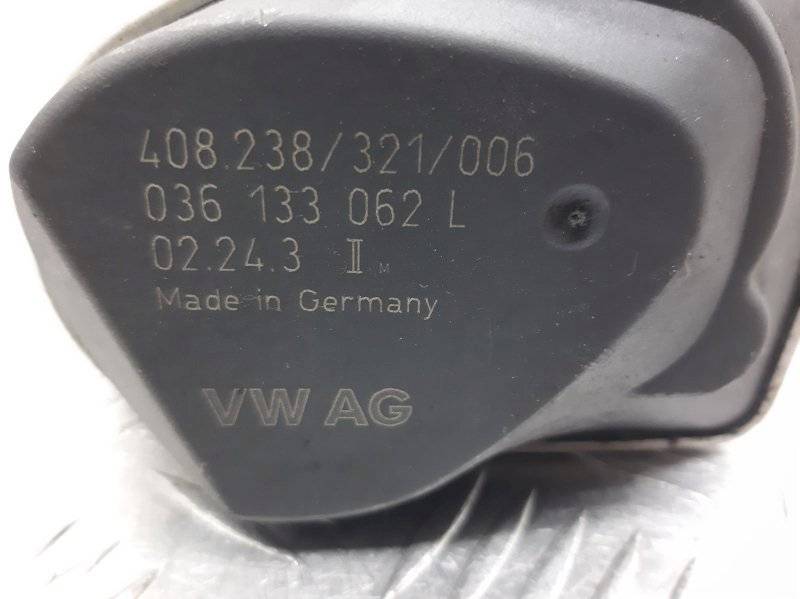 408.238/321/006
036 133 062 L
02.24.3 II M
Made in Germany
VW AG